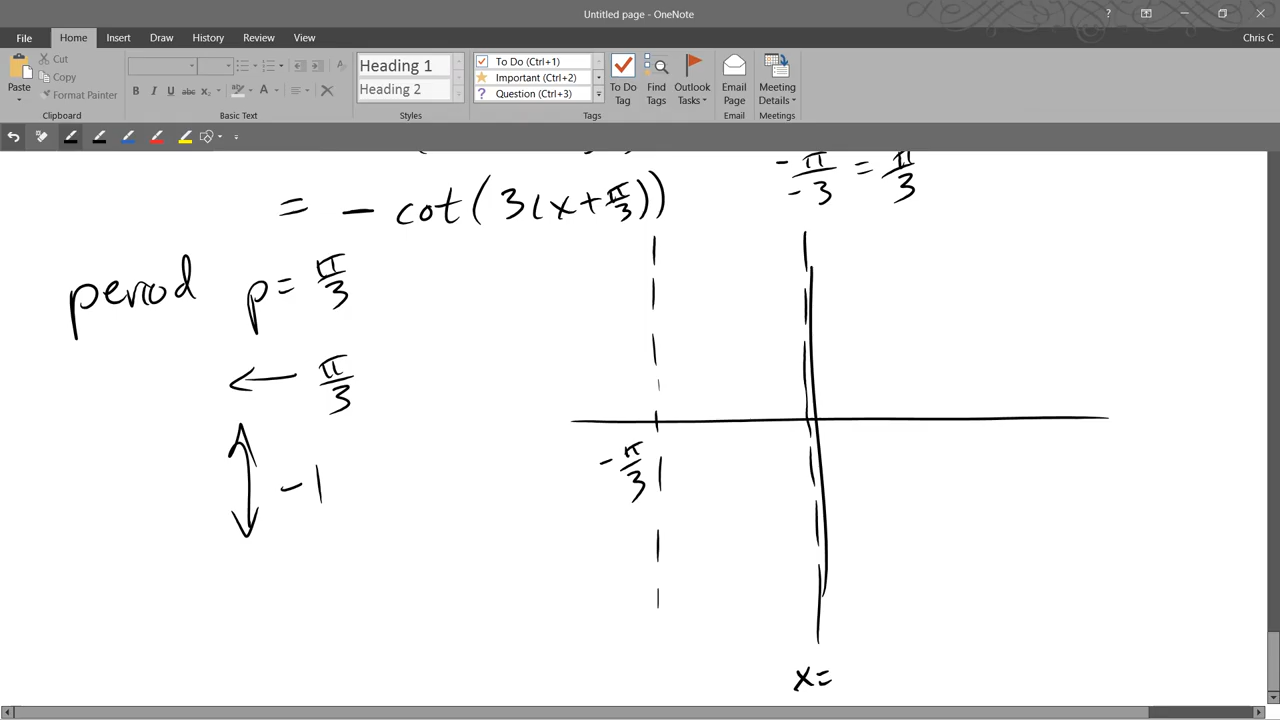 Untitled page - OneNote
?
File Home Insert Draw History Review View
Chris C
Paste
Cut
Copy
Format Painter
B I U abc x₂ A
Heading 1
Heading 2
To Do (Ctrl+1)
Important (Ctrl+2)
? Question (Ctrl+3)
To Do Tag
Find Tags
Outlook Tasks
Email Page
Meeting Details
Clipboard
Basic Text
Styles
Tags
Email
Meetings
-π/-3 = π/3
= - cot(3(x+π/3))
period p= π/3
← π/3
-π/3
↕ -1
x=